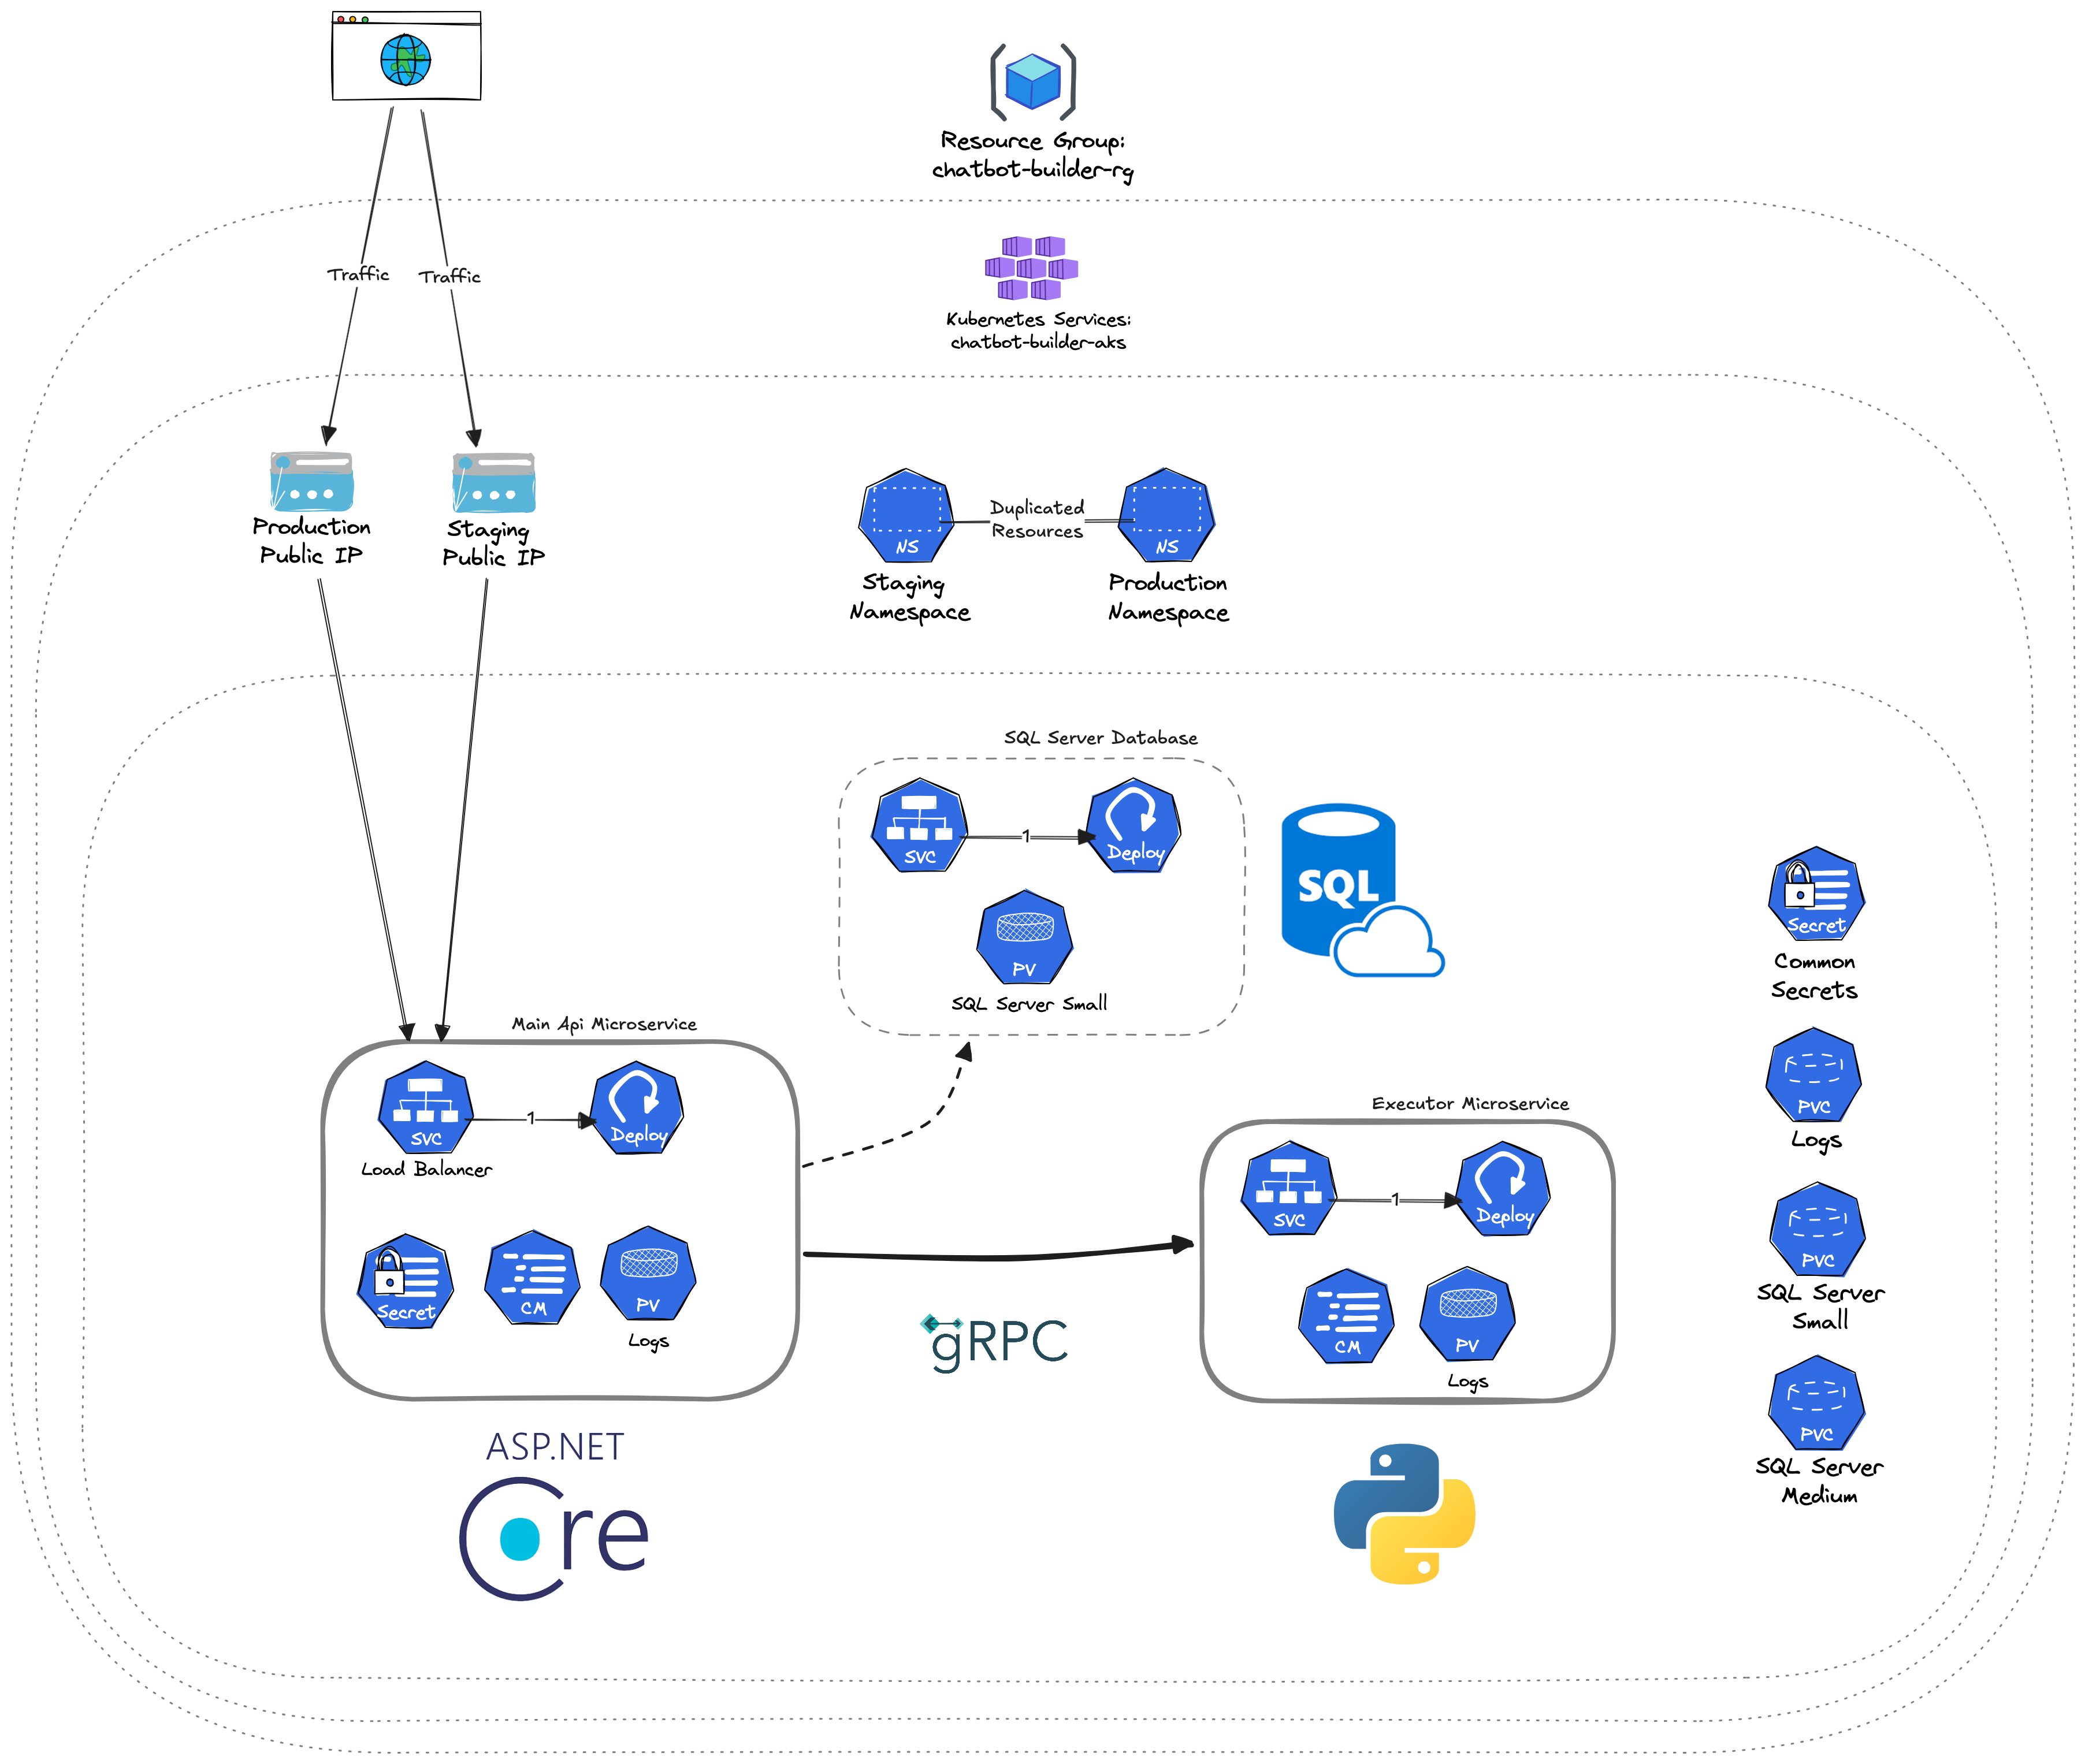 Resource Group:
chatbot-builder-rg
Kubernetes Services:
chatbot-builder-aks
Traffic
Traffic
Production
Public IP
Staging
Public IP
NS
Duplicated
Resources
NS
Staging
Namespace
Production
Namespace
SQL Server Database
SVC
1
Deploy
PV
SQL Server Small
SQL
Secret
Common
Secrets
PVC
Logs
PVC
SQL Server
Small
PVC
SQL Server
Medium
Main Api Microservice
SVC
1
Deploy
Load Balancer
Secret
CM
PV
Logs
gRPC
Executor Microservice
SVC
1
Deploy
CM
PV
Logs
ASP.NET
Core